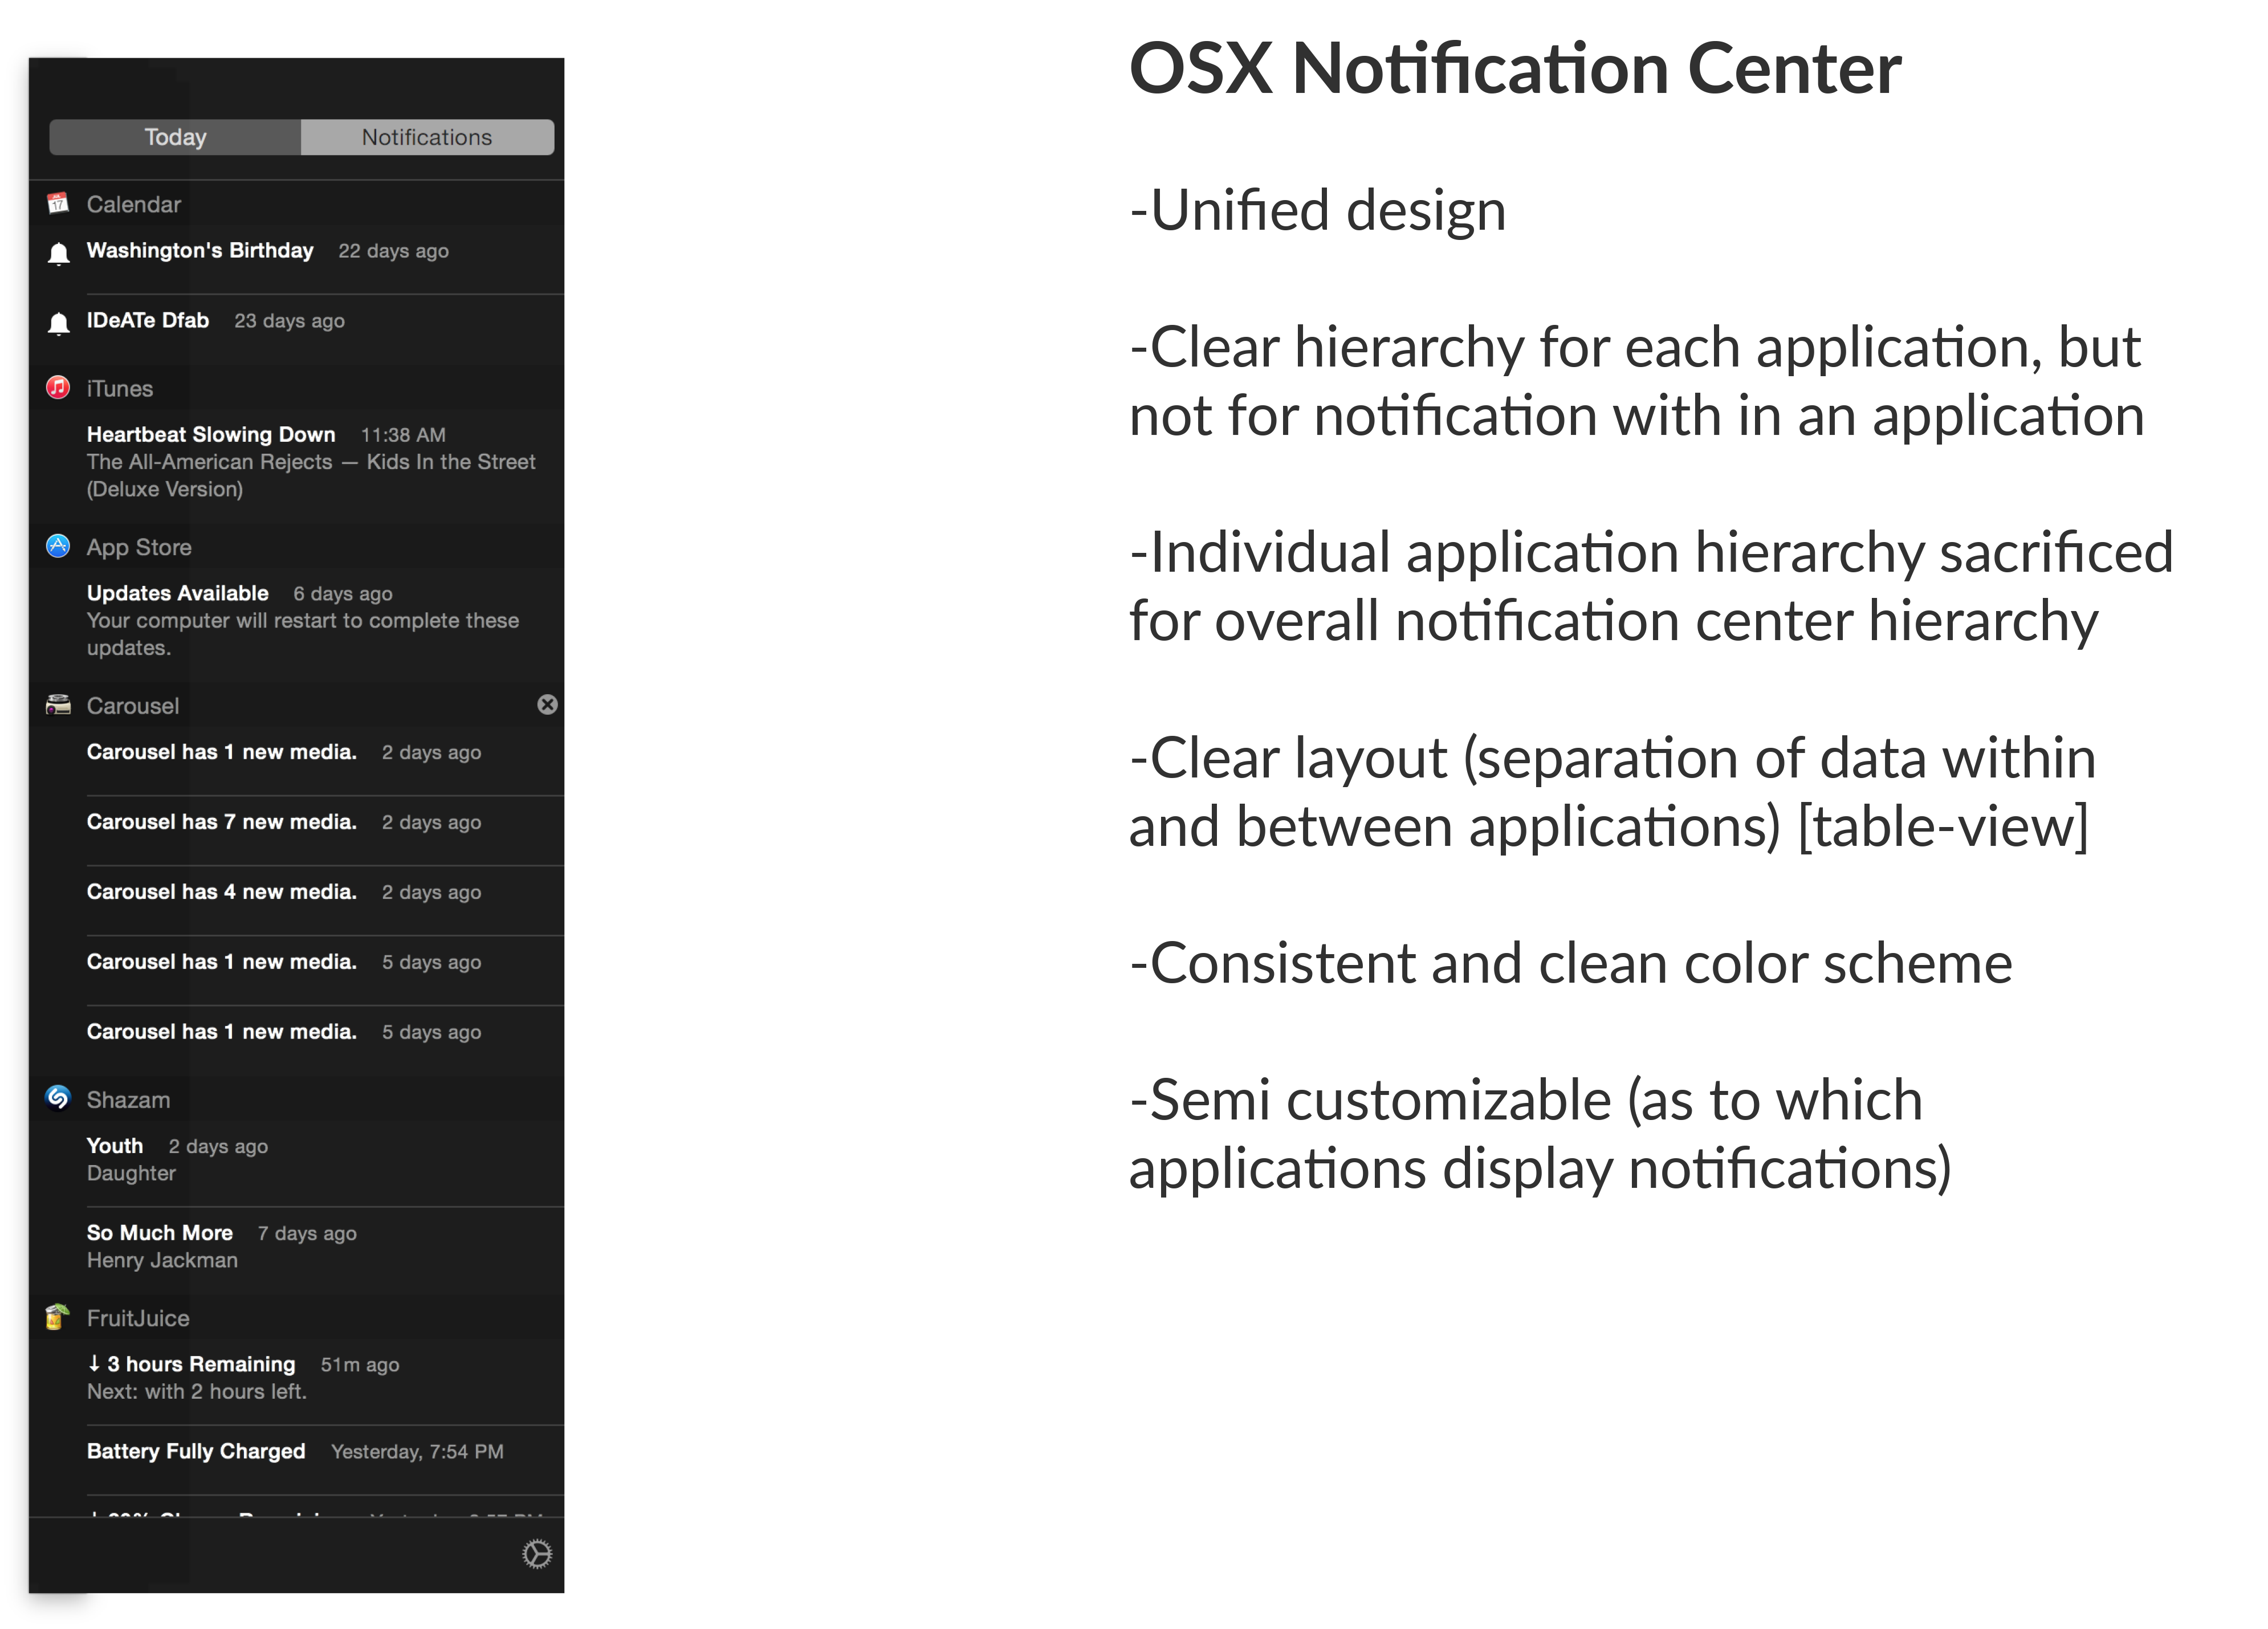 Today Notifications
17
Calendar
Washington's Birthday 22 days ago
IDeATe Dfab 23 days ago
iTunes
Heartbeat Slowing Down 11:38 AM
The All-American Rejects — Kids In the Street
(Deluxe Version)
App Store
Updates Available 6 days ago
Your computer will restart to complete these
updates.
Carousel
Carousel has 1 new media. 2 days ago
Carousel has 7 new media. 2 days ago
Carousel has 4 new media. 2 days ago
Carousel has 1 new media. 5 days ago
Carousel has 1 new media. 5 days ago
Shazam
Youth 2 days ago
Daughter
So Much More 7 days ago
Henry Jackman
FruitJuice
↓ 3 hours Remaining 51m ago
Next: with 2 hours left.
Battery Fully Charged Yesterday, 7:54 PM
OSX Notification Center
-Unified design
-Clear hierarchy for each application, but
not for notification with in an application
-Individual application hierarchy sacrificed
for overall notification center hierarchy
-Clear layout (separation of data within
and between applications) [table-view]
-Consistent and clean color scheme
-Semi customizable (as to which
applications display notifications)